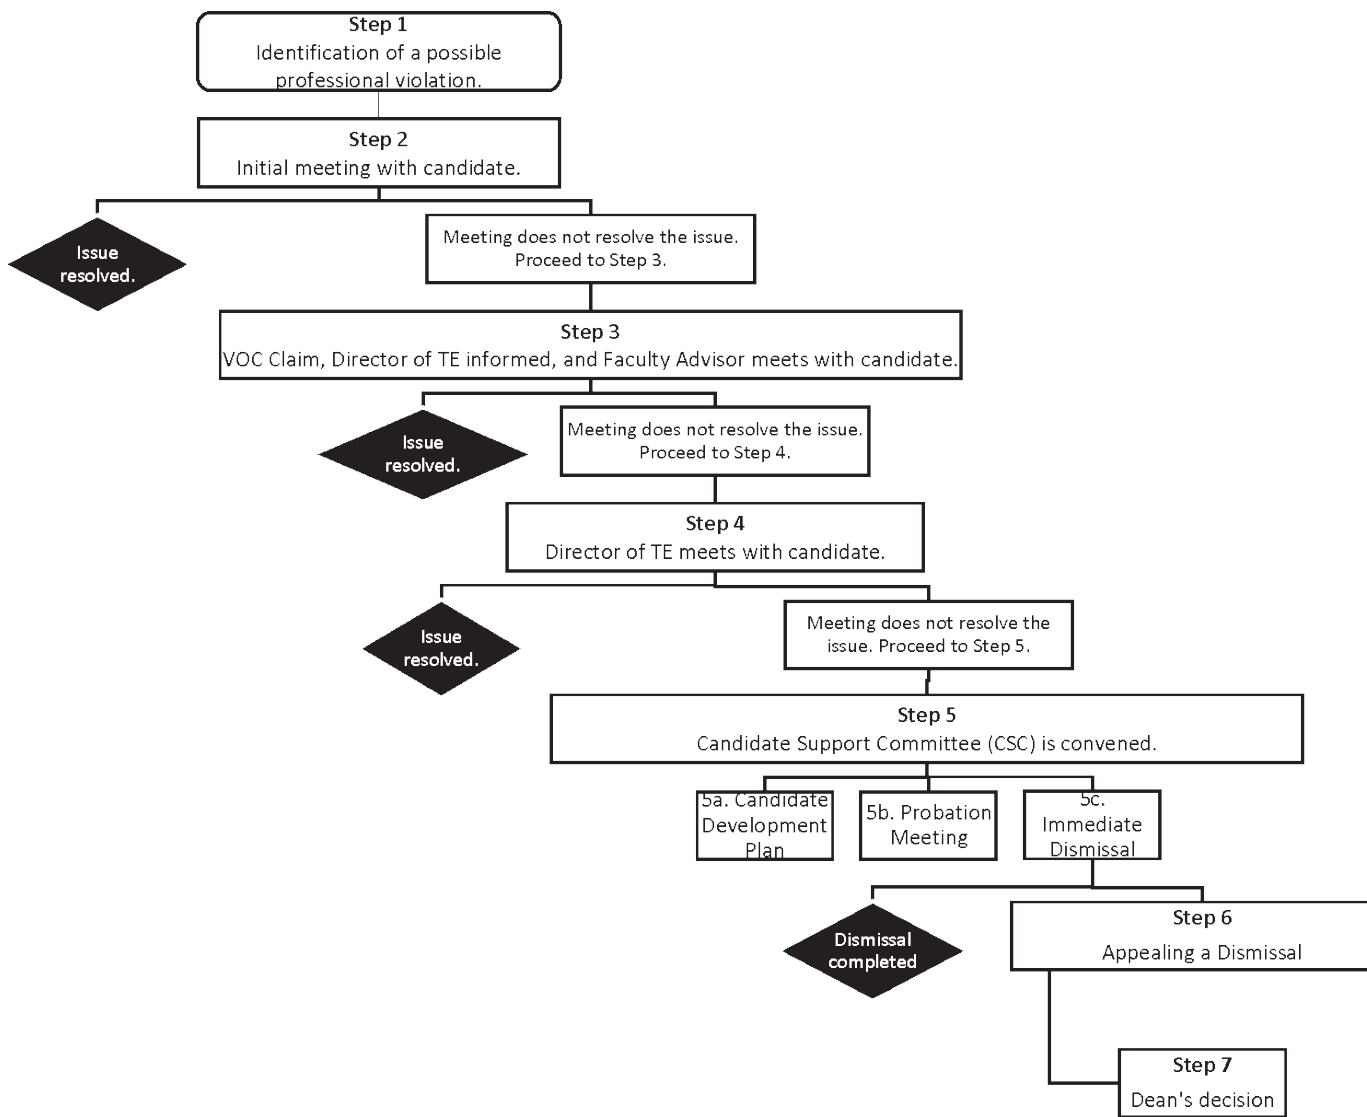 Step 1
Identification of a possible
professional violation.
Step 2
Initial meeting with candidate.
Issue
resolved.
Meeting does not resolve the issue.
Proceed to Step 3.
Step 3
VOC Claim, Director of TE informed, and Faculty Advisor meets with candidate.
Issue
resolved.
Meeting does not resolve the issue.
Proceed to Step 4.
Step 4
Director of TE meets with candidate.
Issue
resolved.
Meeting does not resolve the
issue. Proceed to Step 5.
Step 5
Candidate Support Committee (CSC) is convened.
5a. Candidate
Development
Plan
5b. Probation
Meeting
5c.
Immediate
Dismissal
Dismissal
completed
Step 6
Appealing a Dismissal
Step 7
Dean's decision